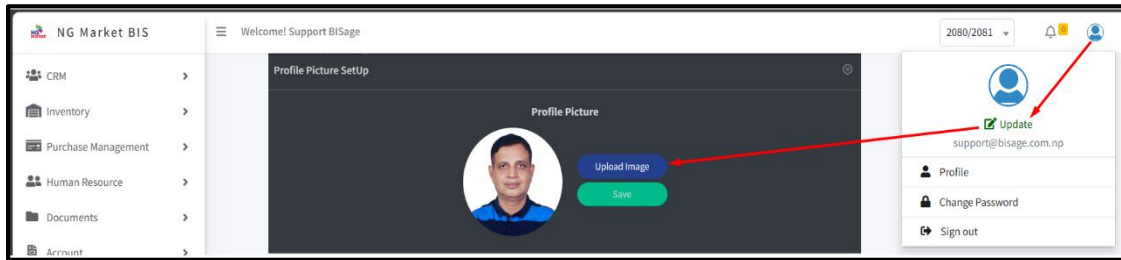 NG Market BIS
Welcome! Support BISage
2080/2081
0
CRM
Inventory
Purchase Management
Human Resource
Documents
Account
Profile Picture SetUp
Profile Picture
Upload Image
Save
Update
support@bisage.com.np
Profile
Change Password
Sign out